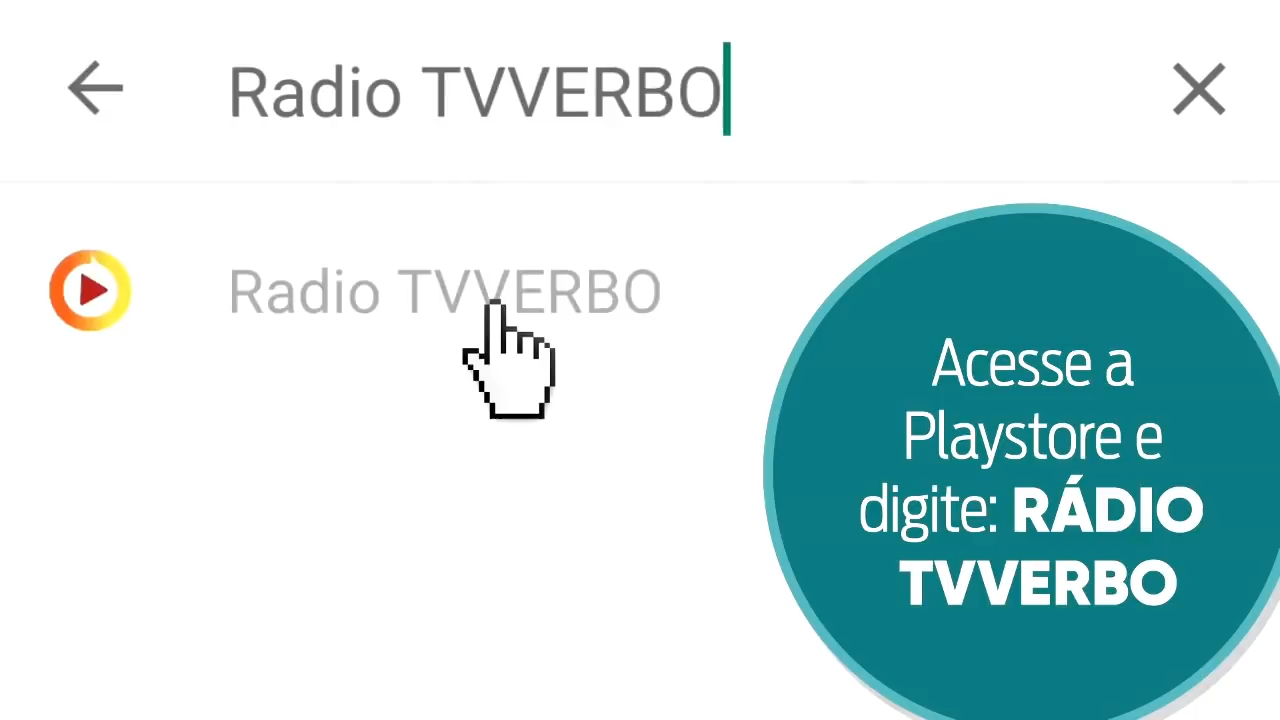 Radio TVVERBO
Radio TVVERBO
Acesse a
Playstore e
digite: RÁDIO
TVVERBO